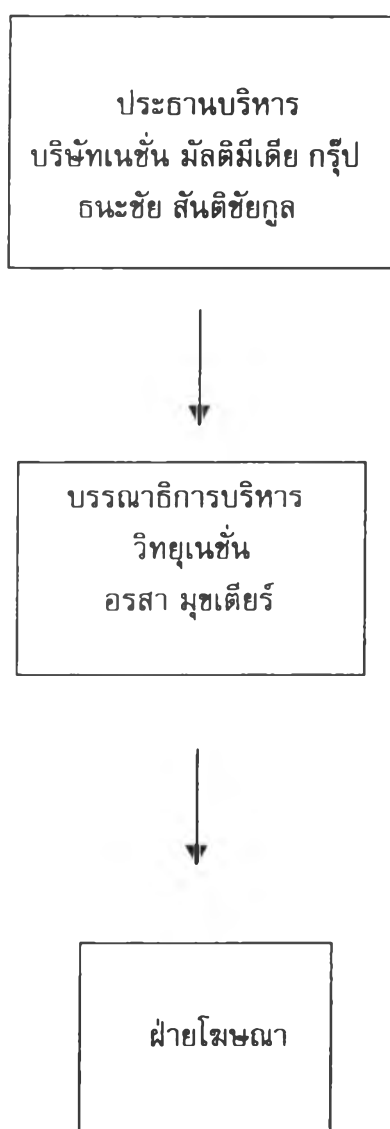 ประธานบริหาร
บริษัทเนชั่น มัลติมีเดีย กรุ๊ป
ธนะชัย สันติชัยกูล
บรรณาธิการบริหาร
วิทยุเนชั่น
อรสา มุขเตียร์
ฝ่ายโฆษณา